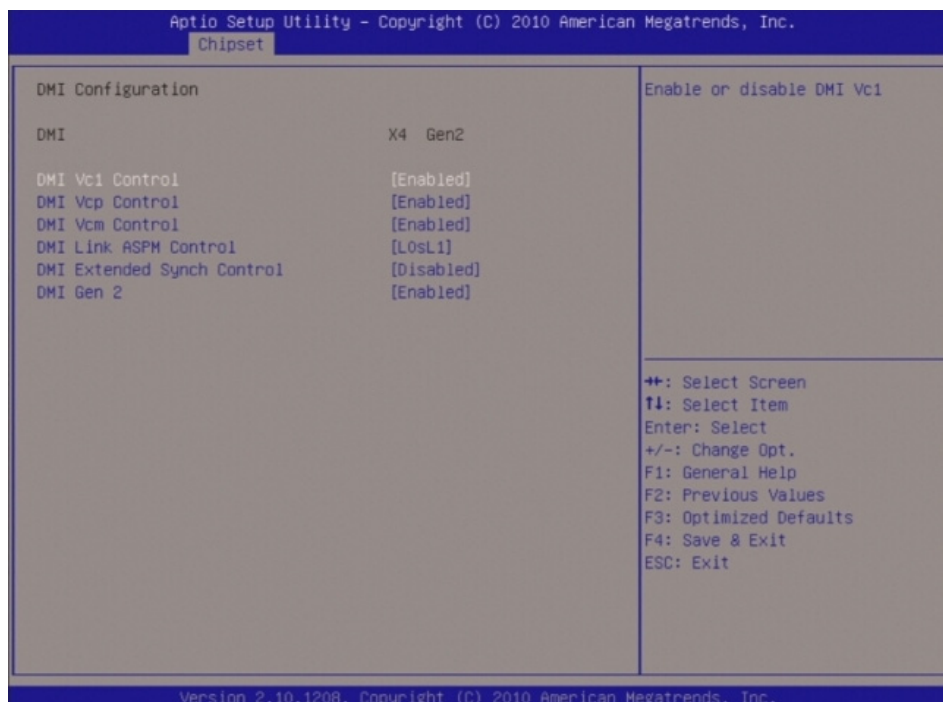 Aptio Setup Utility – Copyright (C) 2010 American Megatrends, Inc.
Chipset
DMI Configuration
DMI X4 Gen2
DMI Vc1 Control [Enabled]
DMI Vcp Control [Enabled]
DMI Vcm Control [Enabled]
DMI Link ASPM Control [L0sL1]
DMI Extended Synch Control [Disabled]
DMI Gen 2 [Enabled]
Enable or disable DMI Vc1
→←: Select Screen
↑↓: Select Item
Enter: Select
+/-: Change Opt.
F1: General Help
F2: Previous Values
F3: Optimized Defaults
F4: Save & Exit
ESC: Exit
Version 2.10.1208. Copyright (C) 2010 American Megatrends, Inc.